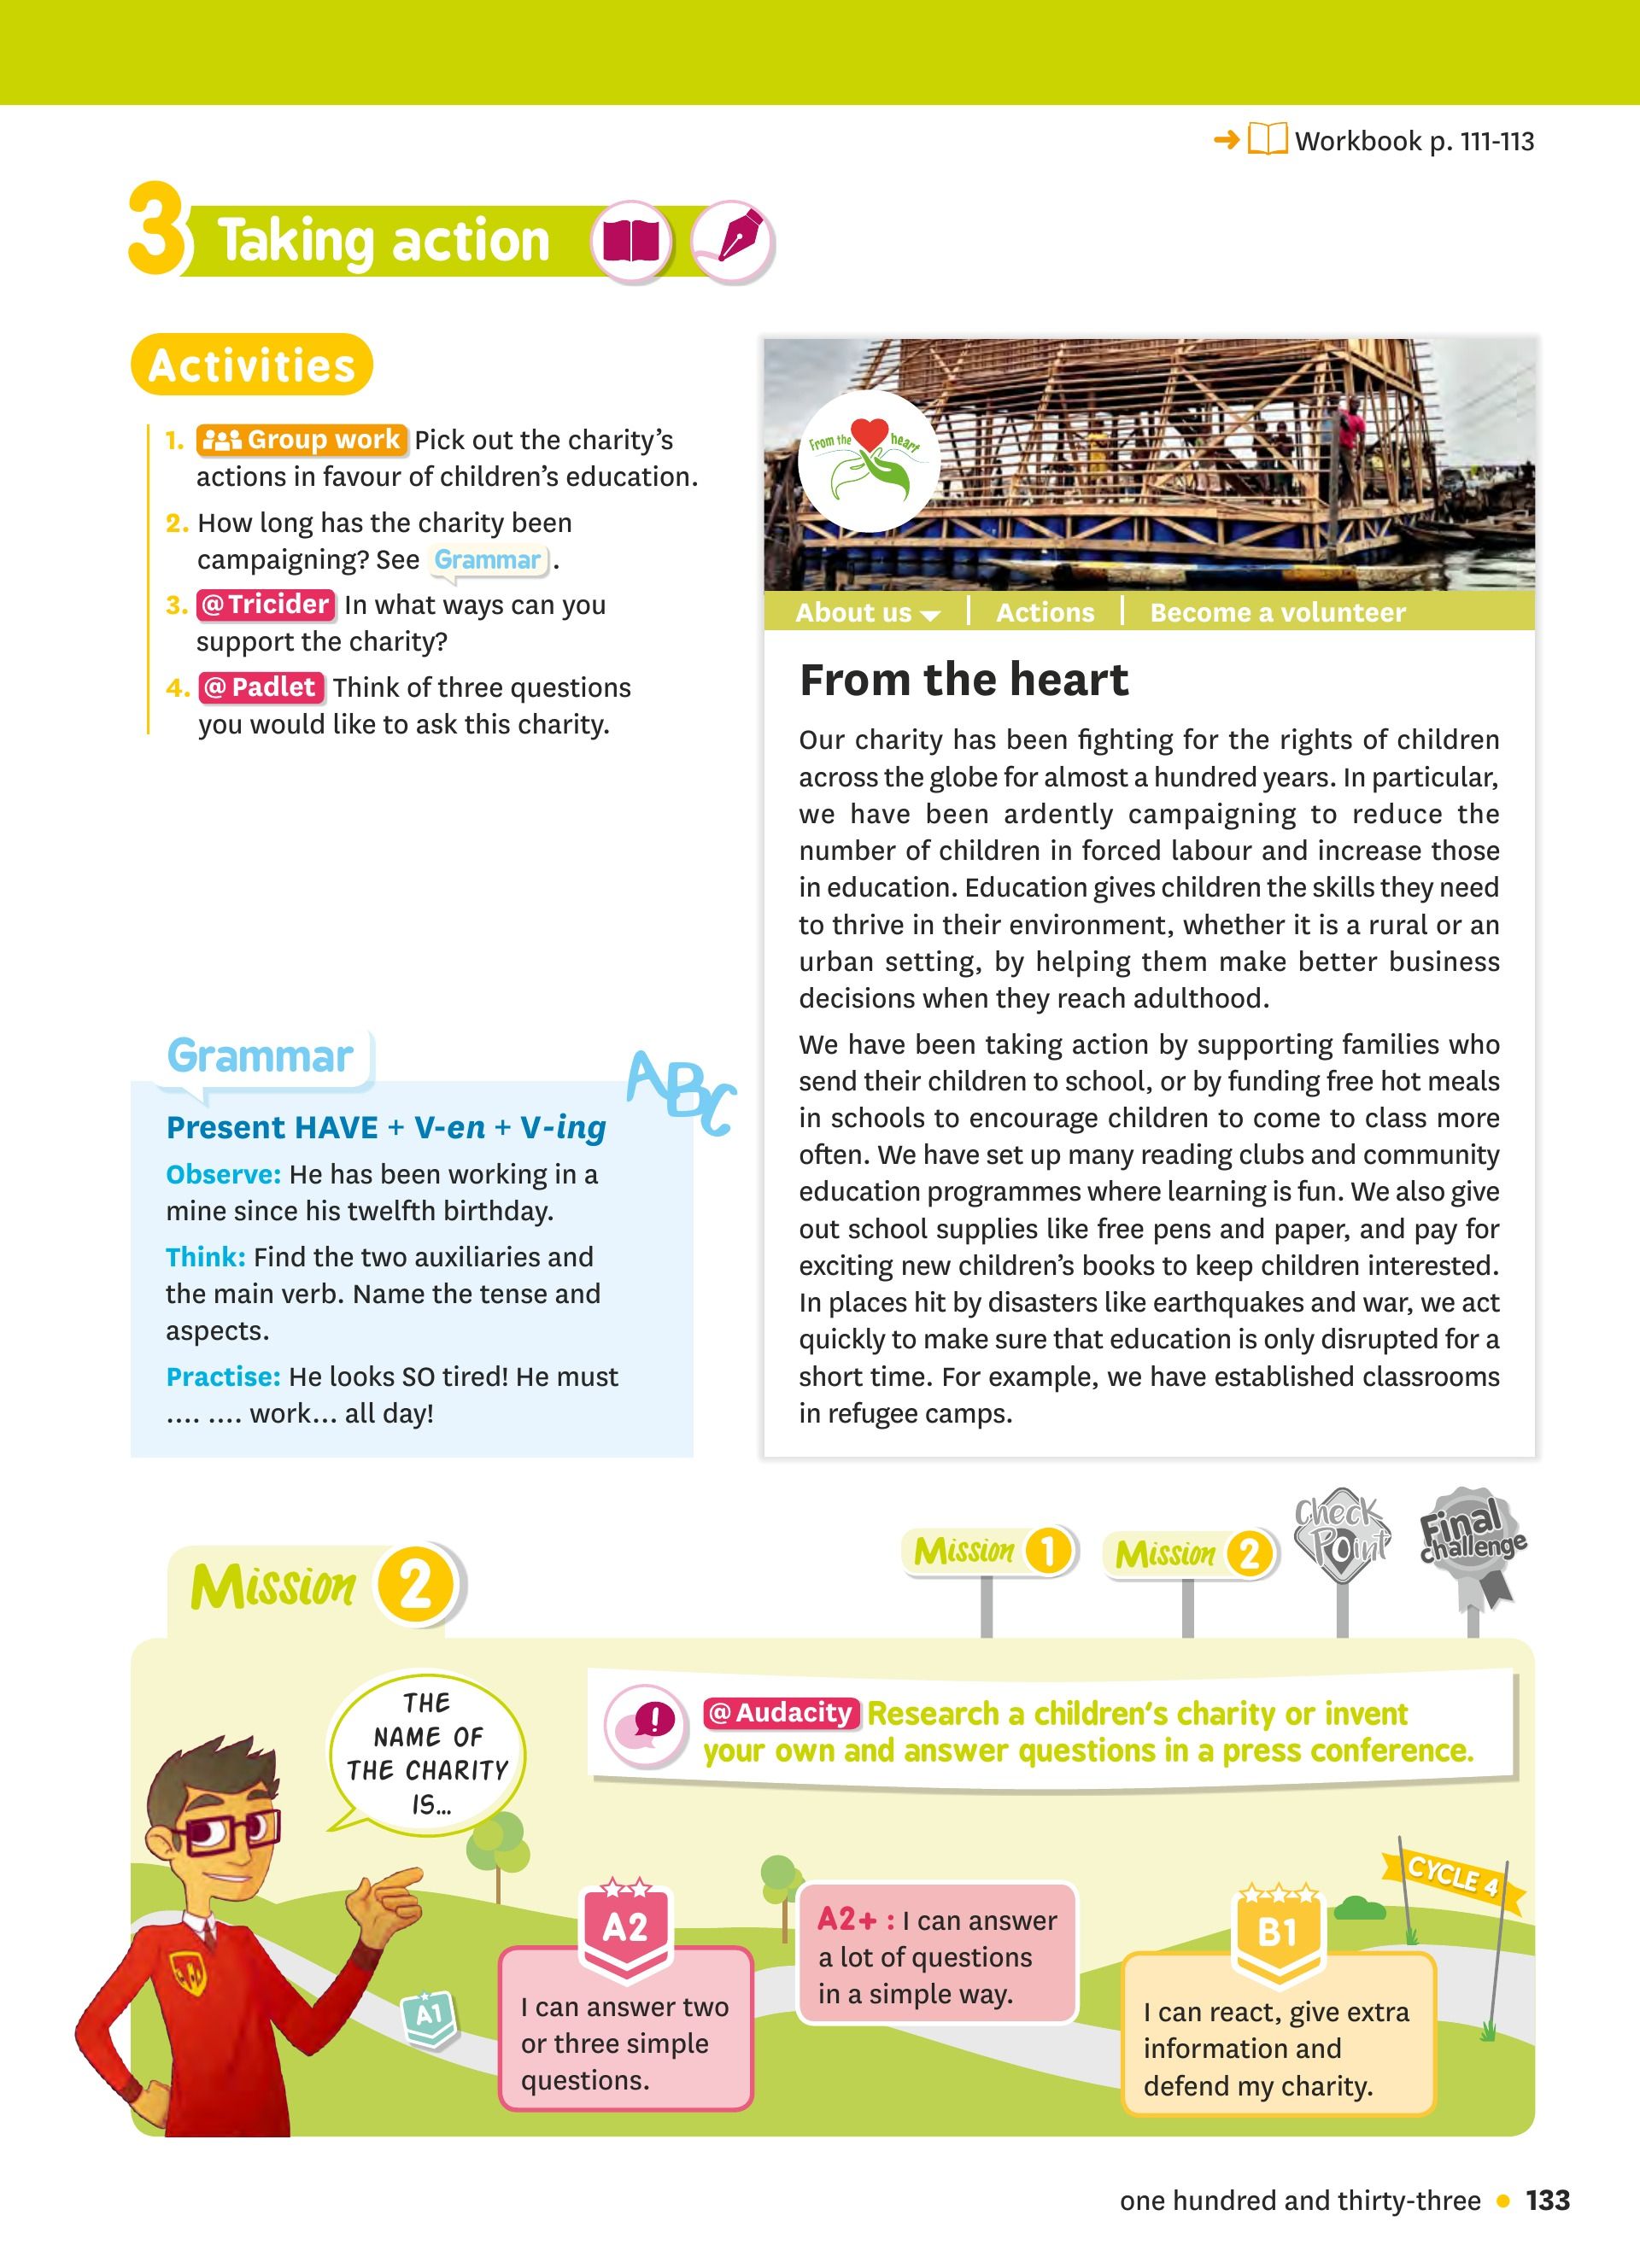 Workbook p. 111-113
3 Taking action
Activities
1. Group work Pick out the charity's
actions in favour of children's education.
2. How long has the charity been
campaigning? See Grammar .
3. @Tricider In what ways can you
support the charity?
4. @Padlet Think of three questions
you would like to ask this charity.
Grammar
ABC
Present HAVE + V-en + V-ing
Observe: He has been working in a
mine since his twelfth birthday.
Think: Find the two auxiliaries and
the main verb. Name the tense and
aspects.
Practise: He looks SO tired! He must
.... .... work... all day!
From the heart
About us | Actions | Become a volunteer
From the heart
Our charity has been fighting for the rights of children
across the globe for almost a hundred years. In particular,
we have been ardently campaigning to reduce the
number of children in forced labour and increase those
in education. Education gives children the skills they need
to thrive in their environment, whether it is a rural or an
urban setting, by helping them make better business
decisions when they reach adulthood.
We have been taking action by supporting families who
send their children to school, or by funding free hot meals
in schools to encourage children to come to class more
often. We have set up many reading clubs and community
education programmes where learning is fun. We also give
out school supplies like free pens and paper, and pay for
exciting new children's books to keep children interested.
In places hit by disasters like earthquakes and war, we act
quickly to make sure that education is only disrupted for a
short time. For example, we have established classrooms
in refugee camps.
Mission 1
Mission 2
Check
Point
Final
Challenge
Mission 2
THE
NAME OF
THE CHARITY
IS...
@Audacity Research a children's charity or invent
your own and answer questions in a press conference.
CYCLE 4
A1
A2
I can answer two
or three simple
questions.
A2+ : I can answer
a lot of questions
in a simple way.
B1
I can react, give extra
information and
defend my charity.
one hundred and thirty-three • 133